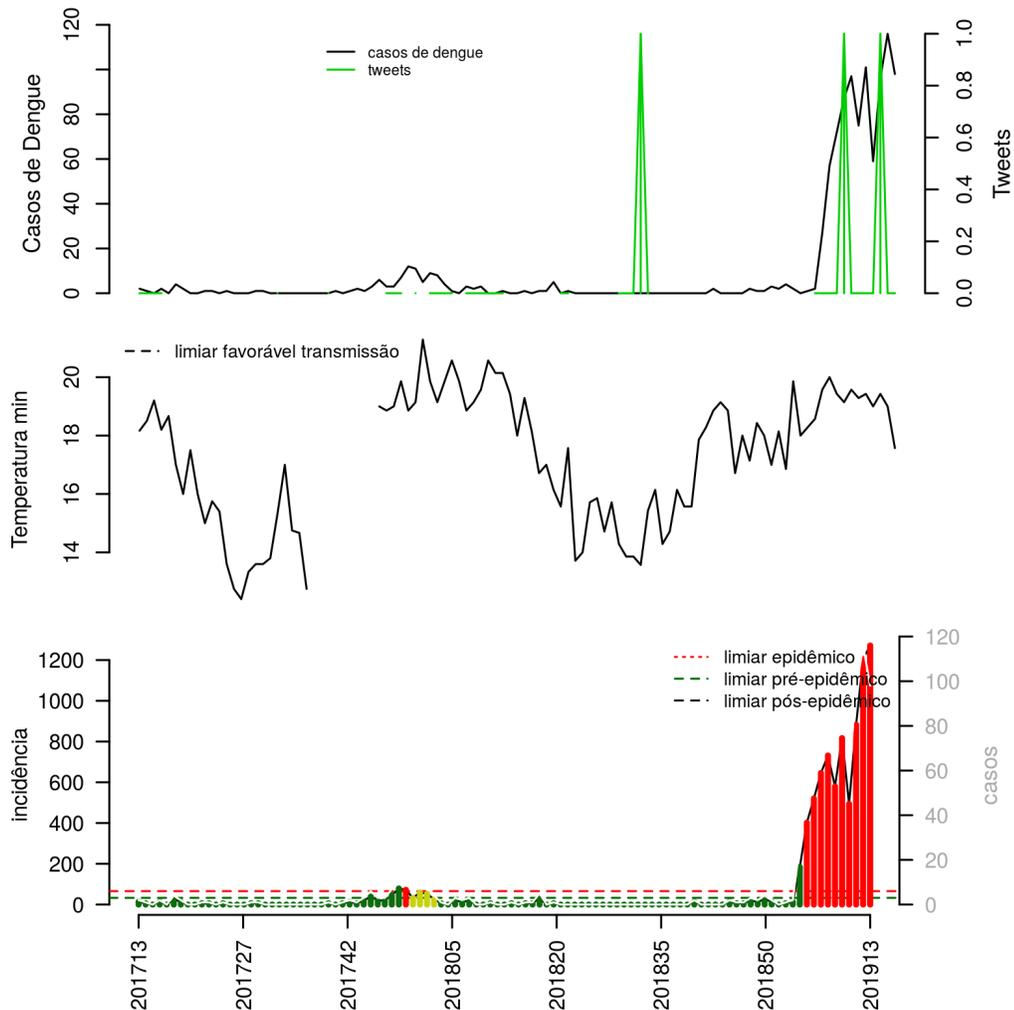 casos de dengue
tweets
Casos de Dengue
0 20 40 60 80 120
Tweets
0.0 0.2 0.4 0.6 0.8 1.0
limiar favorável transmissão
Temperatura min
14 16 18 20
limiar epidêmico
limiar pré-epidêmico
limiar pós-epidêmico
incidência
0 200 400 600 800 1000 1200
casos
0 20 40 60 80 100 120
201713 201727 201742 201805 201820 201835 201850 201913